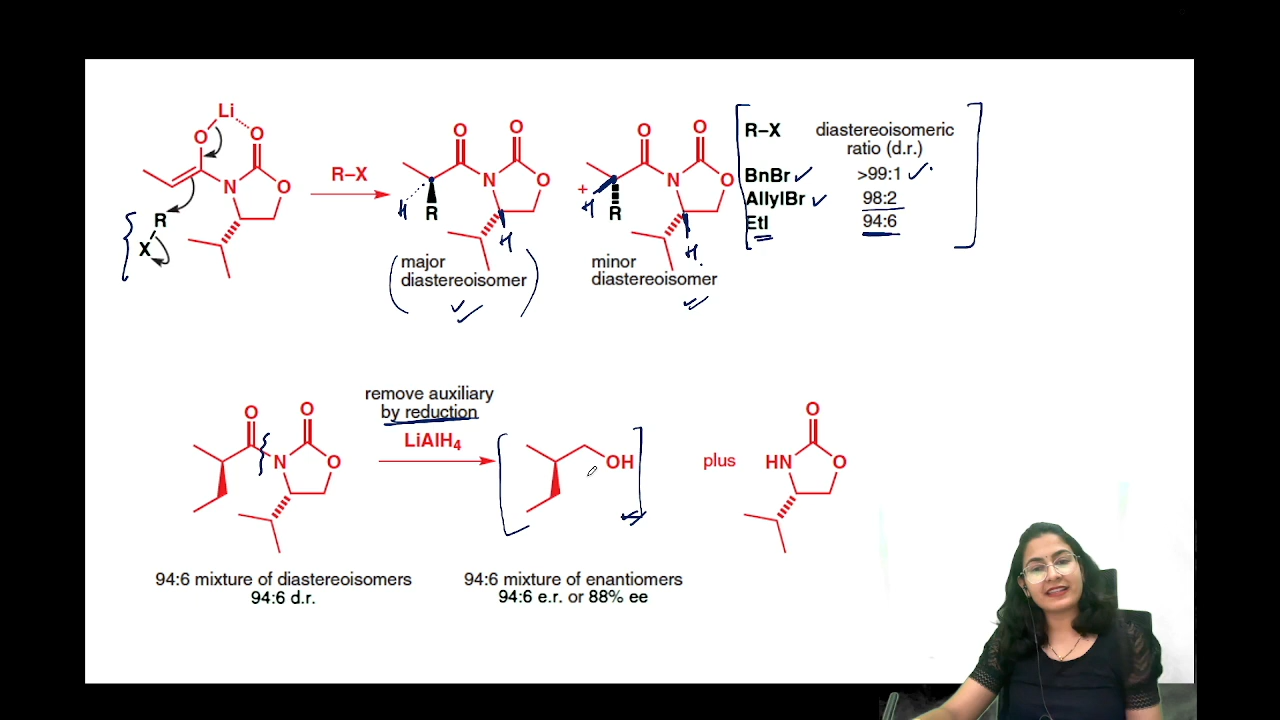 Li
O
O
N
O
R
X
R–X
O
O
N
O
H
R
H
major
diastereoisomer
+
O
O
N
O
H
R
H
minor
diastereoisomer
R–X
diastereoisomeric
ratio (d.r.)
BnBr
>99:1
AllylBr
98:2
EtI
94:6
O
O
N
O
remove auxiliary
by reduction
LiAlH4
OH
plus
O
HN
O
94:6 mixture of diastereoisomers
94:6 d.r.
94:6 mixture of enantiomers
94:6 e.r. or 88% ee